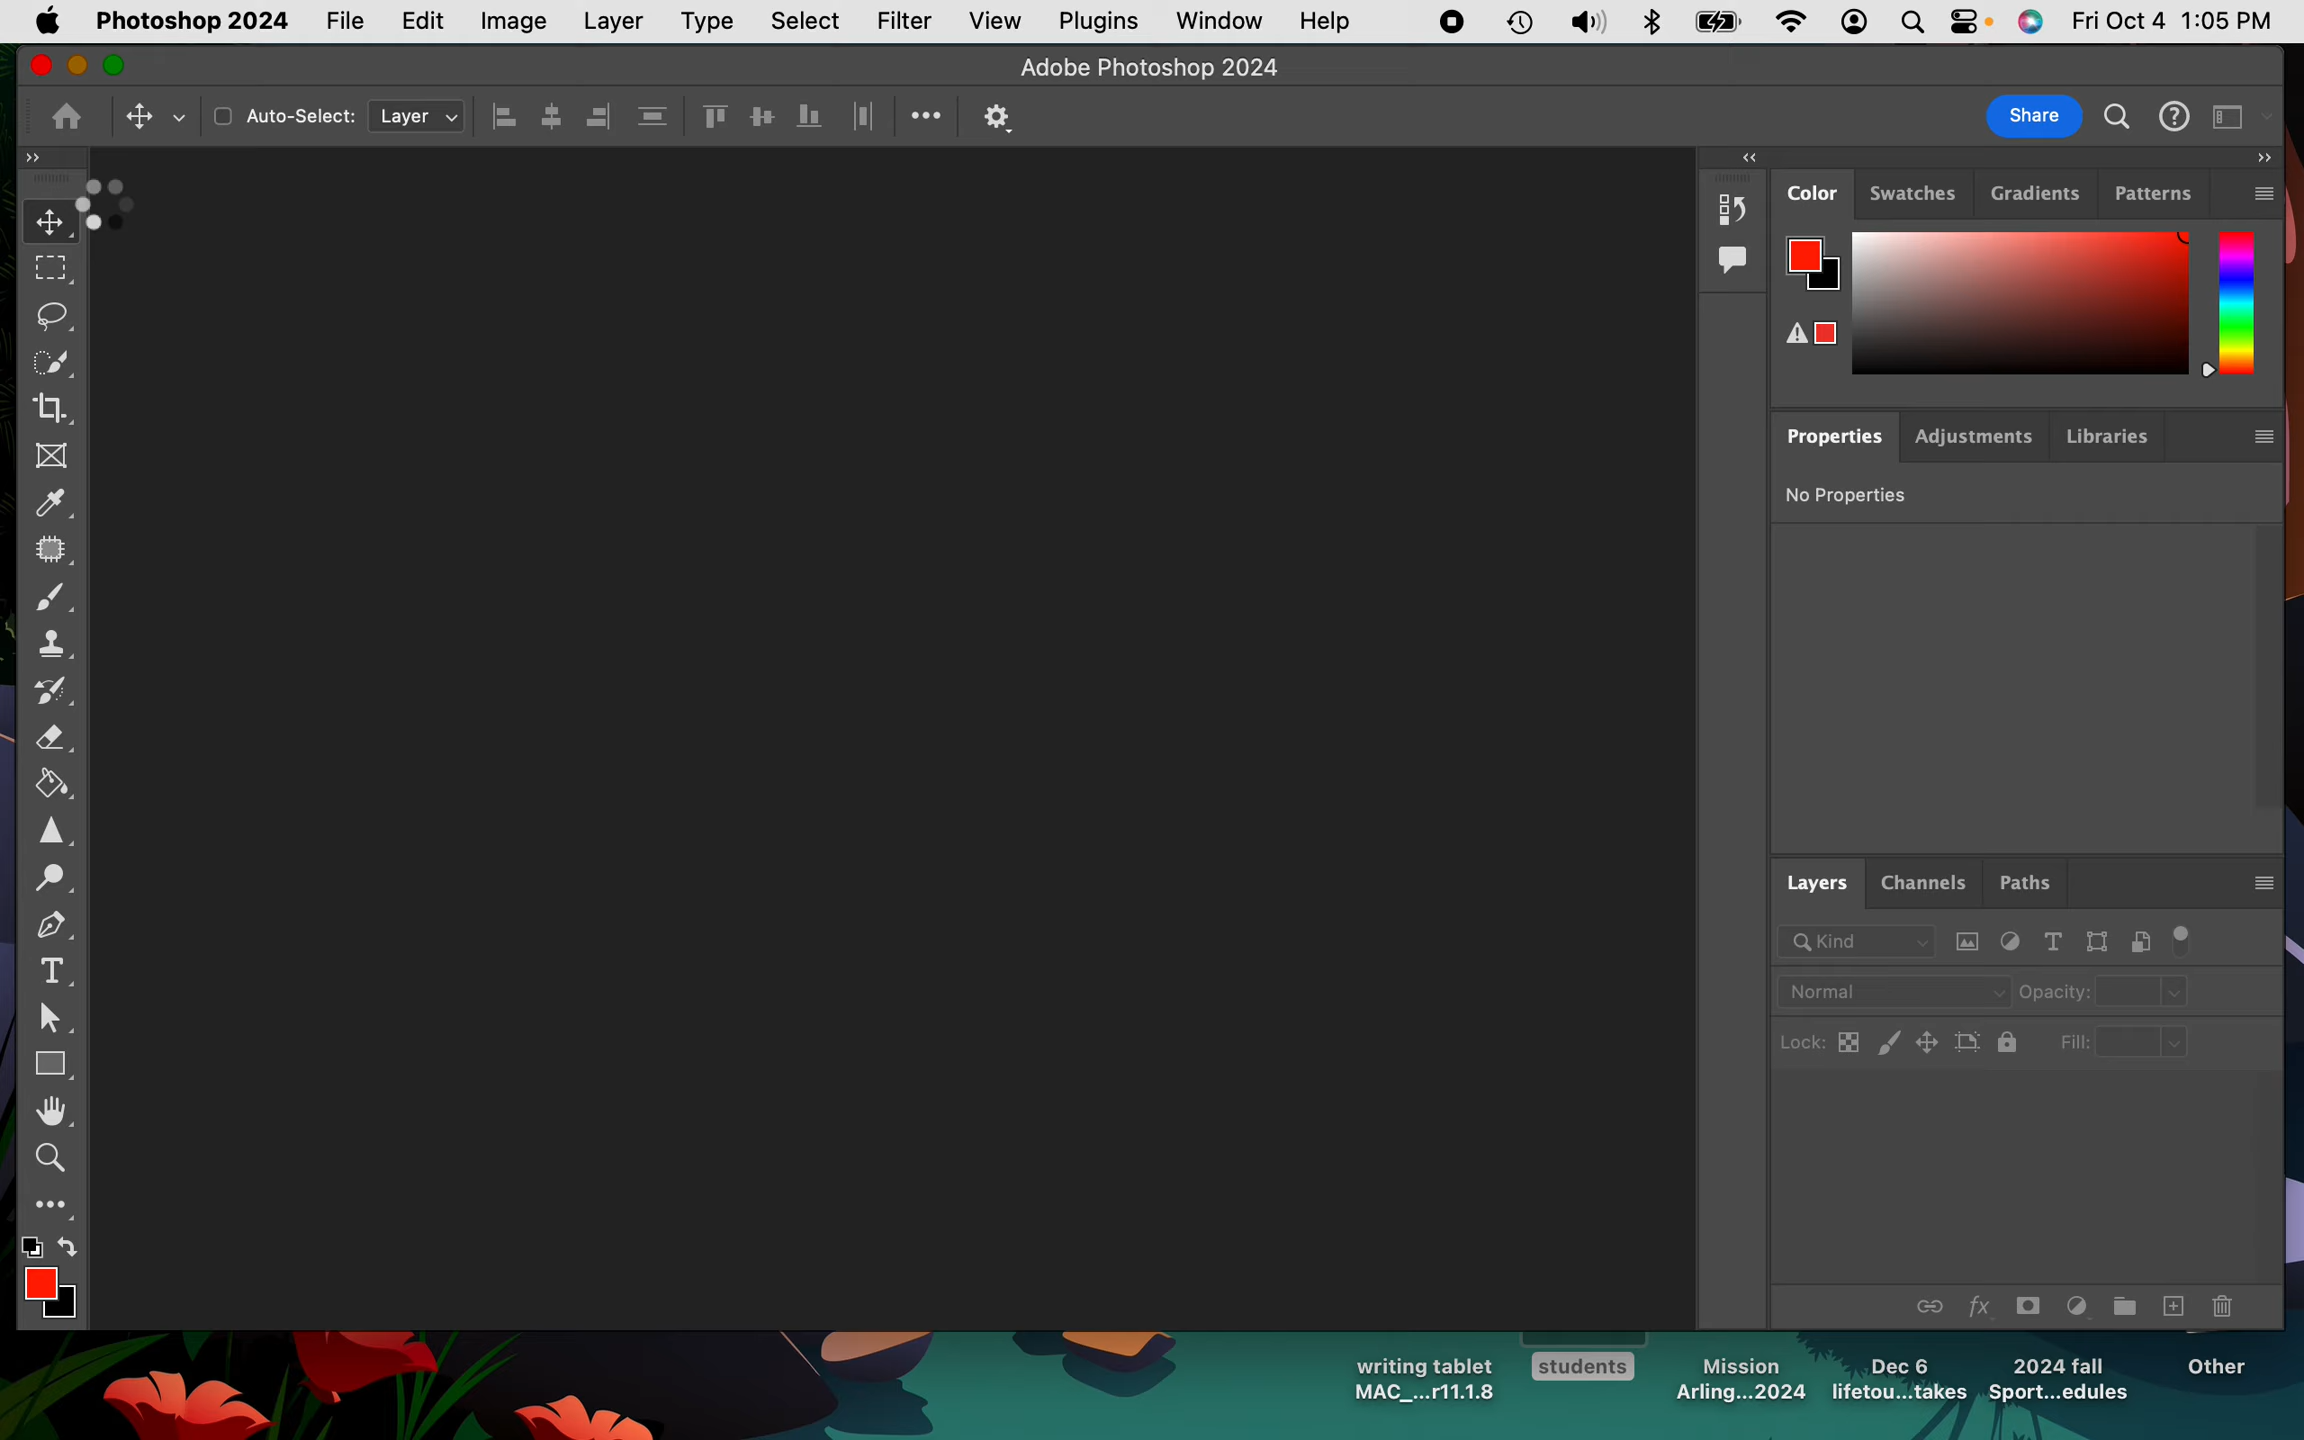 Photoshop 2024 File Edit Image Layer Type Select Filter View Plugins Window Help Fri Oct 4 1:05 PM
Adobe Photoshop 2024
Auto-Select: Layer Share
Color Swatches Gradients Patterns
Properties Adjustments Libraries
No Properties
Layers Channels Paths
Kind
Normal Opacity:
Lock: Fill:
fx
writing tablet students Mission Dec 6 2024 fall Other
MAC_...r11.1.8 Arling...2024 lifetou...takes Sport...edules